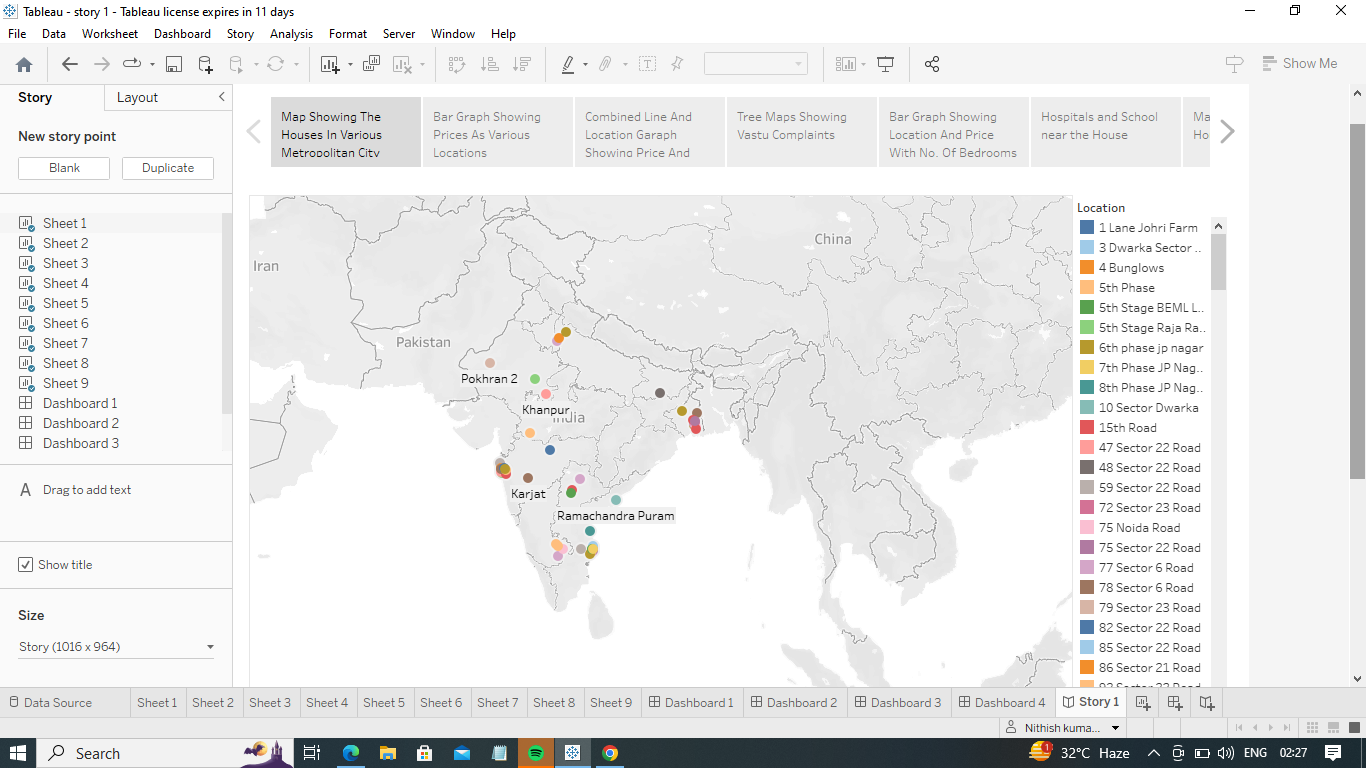 Tableau - story 1 - Tableau license expires in 11 days
File Data Worksheet Dashboard Story Analysis Format Server Window Help
Show Me
Story Layout
New story point
Blank Duplicate
Sheet 1
Sheet 2
Sheet 3
Sheet 4
Sheet 5
Sheet 6
Sheet 7
Sheet 8
Sheet 9
Dashboard 1
Dashboard 2
Dashboard 3
A Drag to add text
Show title
Size
Story (1016 x 964)
Map Showing The
Houses In Various
Metropolitan City
Bar Graph Showing
Prices As Various
Locations
Combined Line And
Location Garaph
Showing Price And
Tree Maps Showing
Vastu Complaints
Bar Graph Showing
Location And Price
With No. Of Bedrooms
Hospitals and School
near the House
Ma
Ho
Iran
China
Pakistan
Pokhran 2
Khanpur
India
Karjat
Ramachandra Puram
Location
1 Lane Johri Farm
3 Dwarka Sector ..
4 Bunglows
5th Phase
5th Stage BEML L..
5th Stage Raja Ra..
6th phase jp nagar
7th Phase JP Nag..
8th Phase JP Nag..
10 Sector Dwarka
15th Road
47 Sector 22 Road
48 Sector 22 Road
59 Sector 22 Road
72 Sector 23 Road
75 Noida Road
75 Sector 22 Road
77 Sector 6 Road
78 Sector 6 Road
79 Sector 23 Road
82 Sector 22 Road
85 Sector 22 Road
86 Sector 21 Road
Data Source Sheet 1 Sheet 2 Sheet 3 Sheet 4 Sheet 5 Sheet 6 Sheet 7 Sheet 8 Sheet 9 Dashboard 1 Dashboard 2 Dashboard 3 Dashboard 4 Story 1
Nithish kuma...
Search 1 32°C Haze ENG 02:27